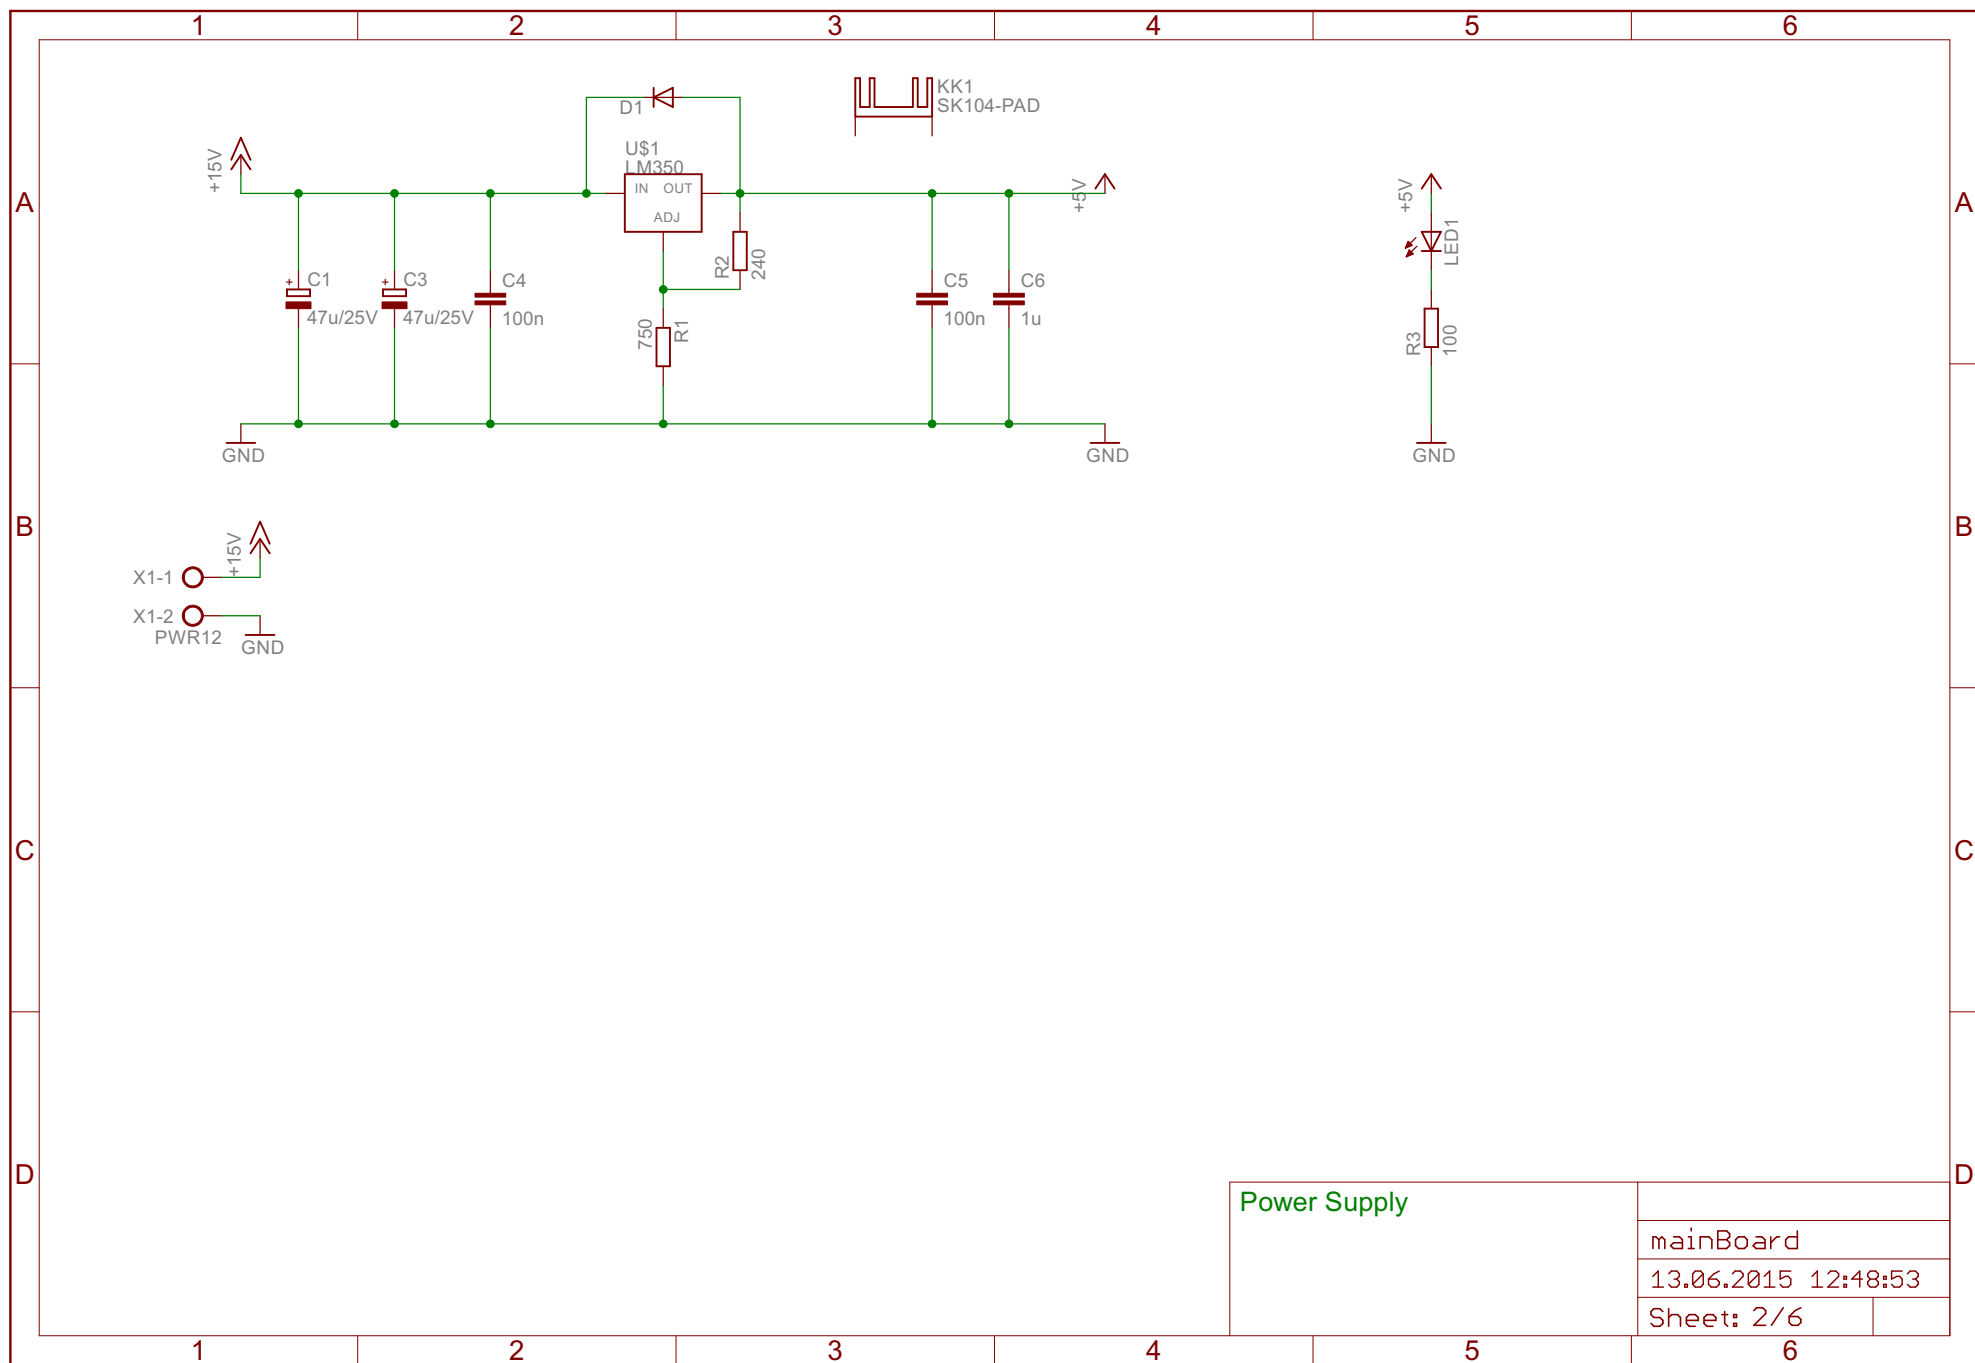 1 2 3 4 5 6
KK1
SK104-PAD
D1
U$1
LM350
+15V
IN OUT
ADJ
+5V
+5V
A A
LED1
R2
240
C1
47u/25V
C3
47u/25V
C4
100n
750
R1
C5
100n
C6
1u
R3
100
GND
GND
GND
B B
+15V
X1-1
X1-2
PWR12
GND
C C
D D
Power Supply
mainBoard
13.06.2015 12:48:53
Sheet: 2/6
1 2 3 4 5 6